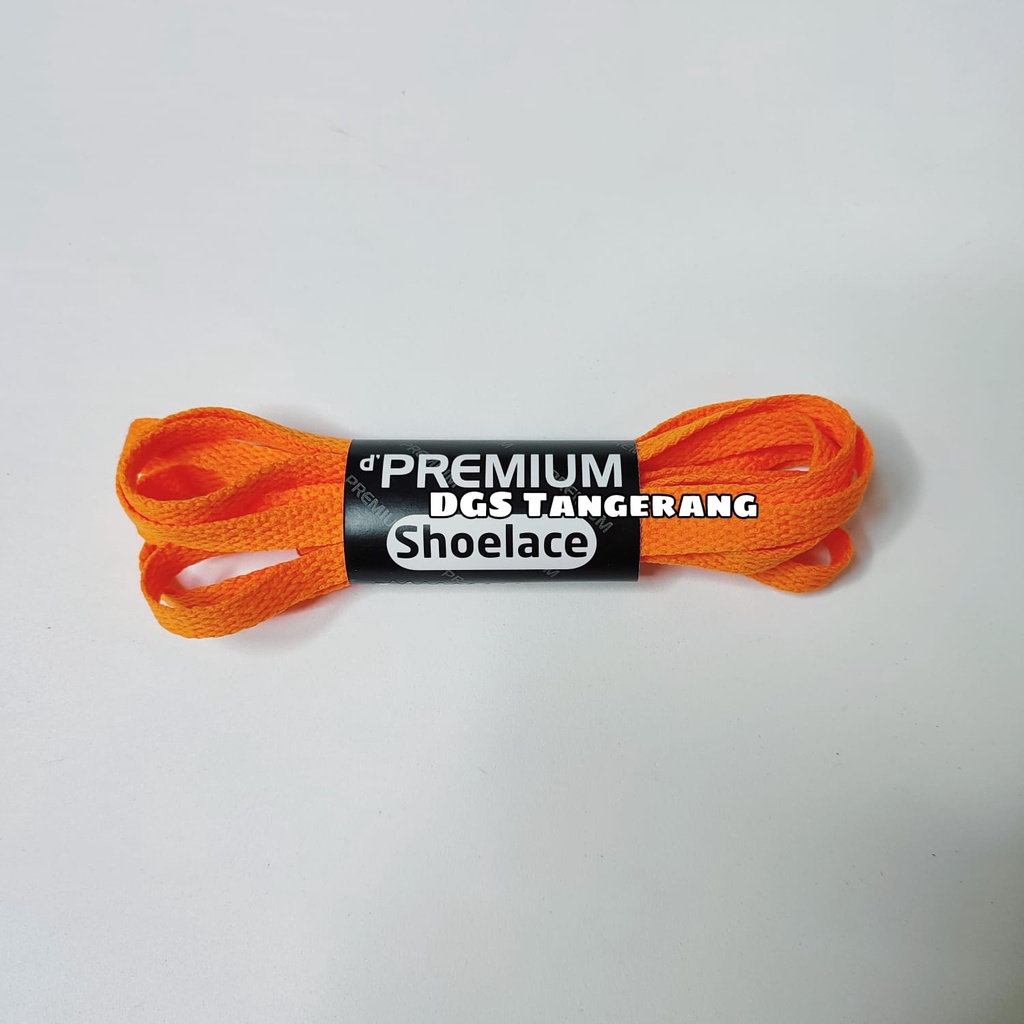 d'PREMIUM
DGS Tangerang
Shoelace